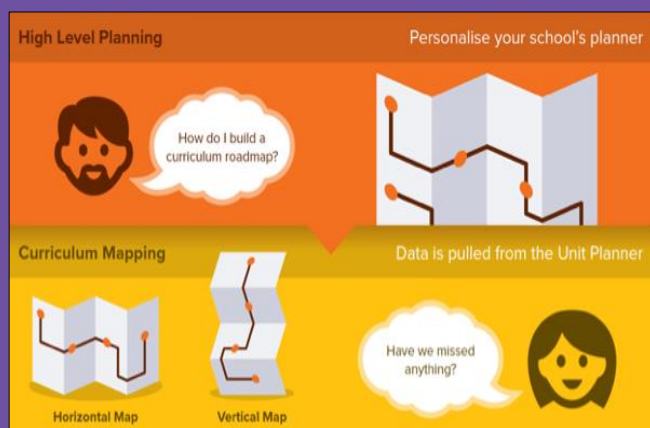 High Level Planning
Personalise your school's planner
How do I build a
curriculum roadmap?
Curriculum Mapping
Data is pulled from the Unit Planner
Have we missed
anything?
Horizontal Map
Vertical Map